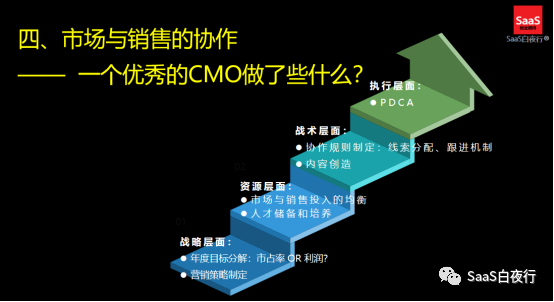 四、市场与销售的协作
—— 一个优秀的CMO做了些什么?
SaaS
SaaS白夜行®
执行层面：
● PDCA
战术层面：
● 协作规则制定：线索分配、跟进机制
● 内容创造
02
资源层面：
● 市场与销售投入的均衡
● 人才储备和培养
01
战略层面：
● 年度目标分解：市占率 OR 利润?
● 营销策略制定
SaaS白夜行